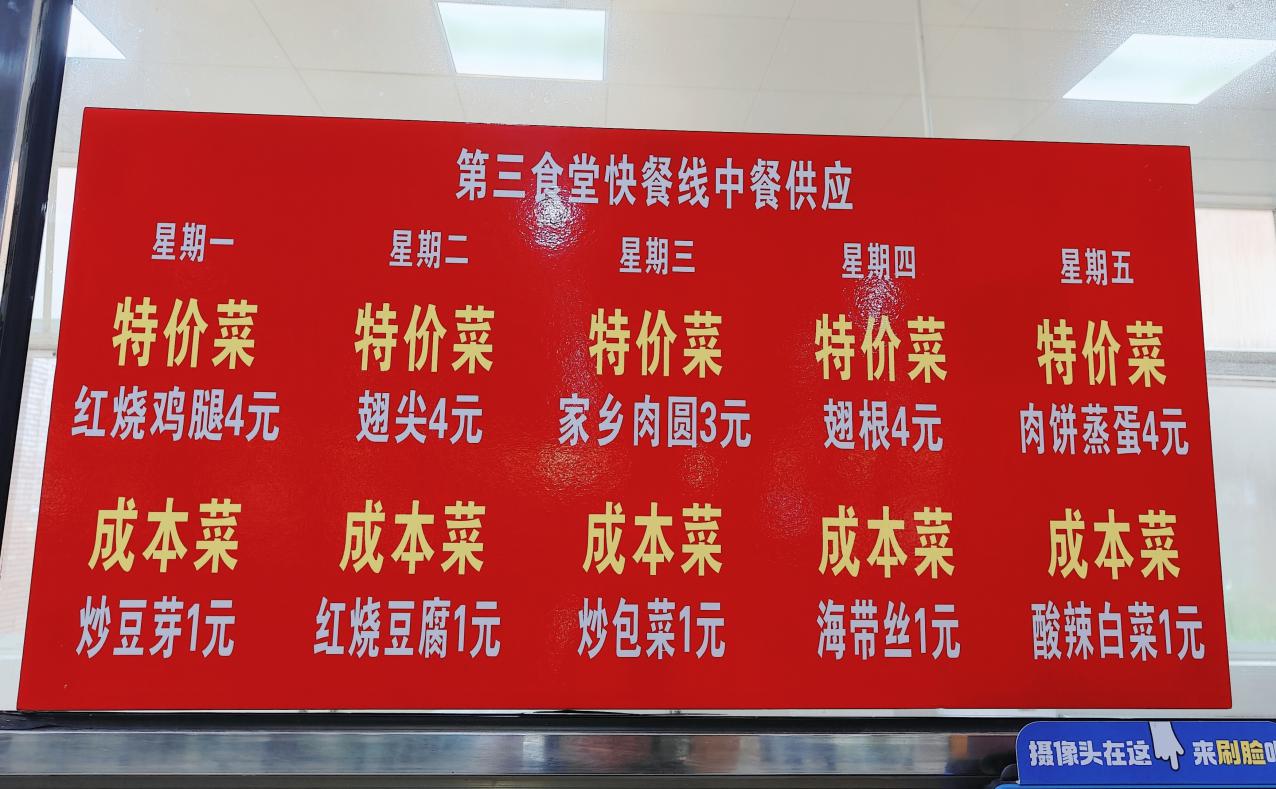 第三食堂快餐线中餐供应
星期一 星期二 星期三 星期四 星期五
特价菜 特价菜 特价菜 特价菜 特价菜
红烧鸡腿4元 翅尖4元 家乡肉圆3元 翅根4元 肉饼蒸蛋4元
成本菜 成本菜 成本菜 成本菜 成本菜
炒豆芽1元 红烧豆腐1元 炒包菜1元 海带丝1元 酸辣白菜1元
摄像头在这 来刷脸